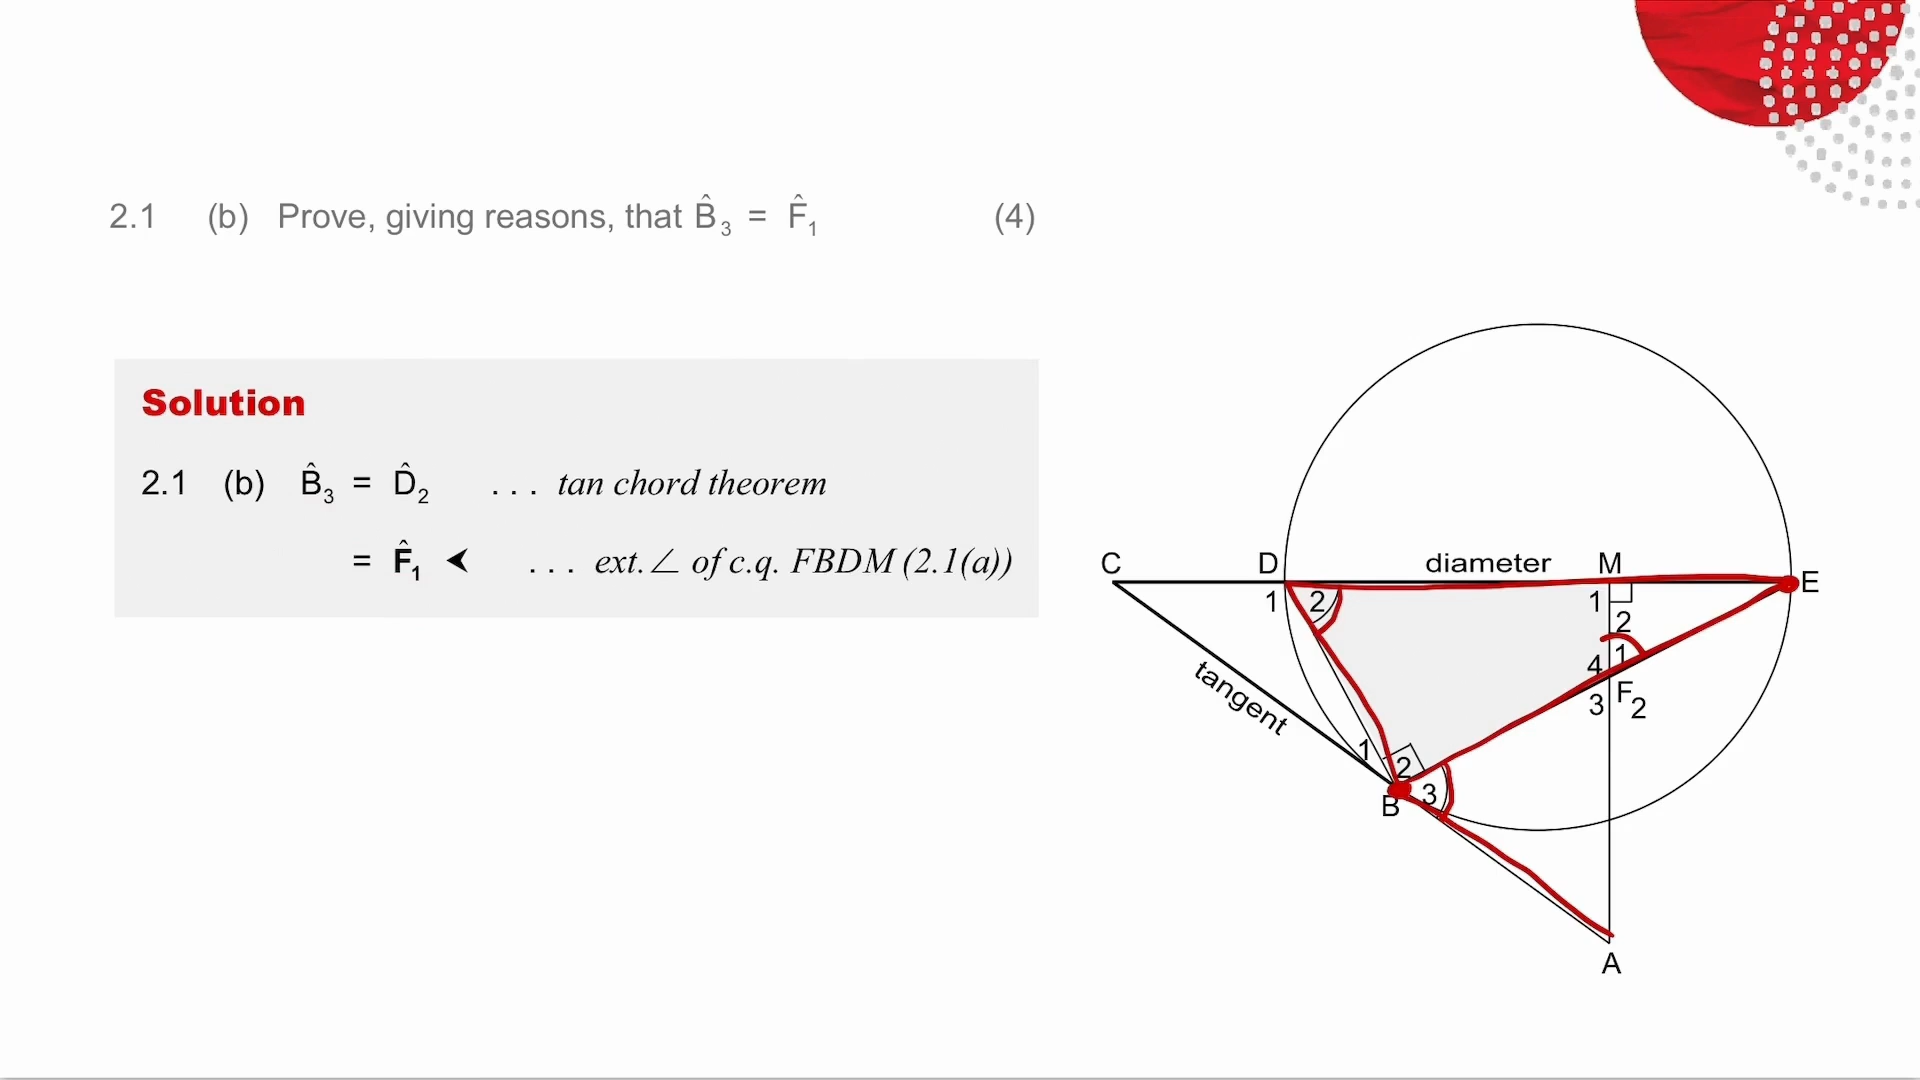 2.1 (b) Prove, giving reasons, that B̂₃ = F̂₁ (4)
Solution
2.1 (b) B̂₃ = D̂₂ . . . tan chord theorem
= F̂₁ ≺ . . . ext. ∠ of c.q. FBDM (2.1(a))
C D diameter M E
1 2 1
2
4 1
tangent 3 F 2
1 2
3
B
A